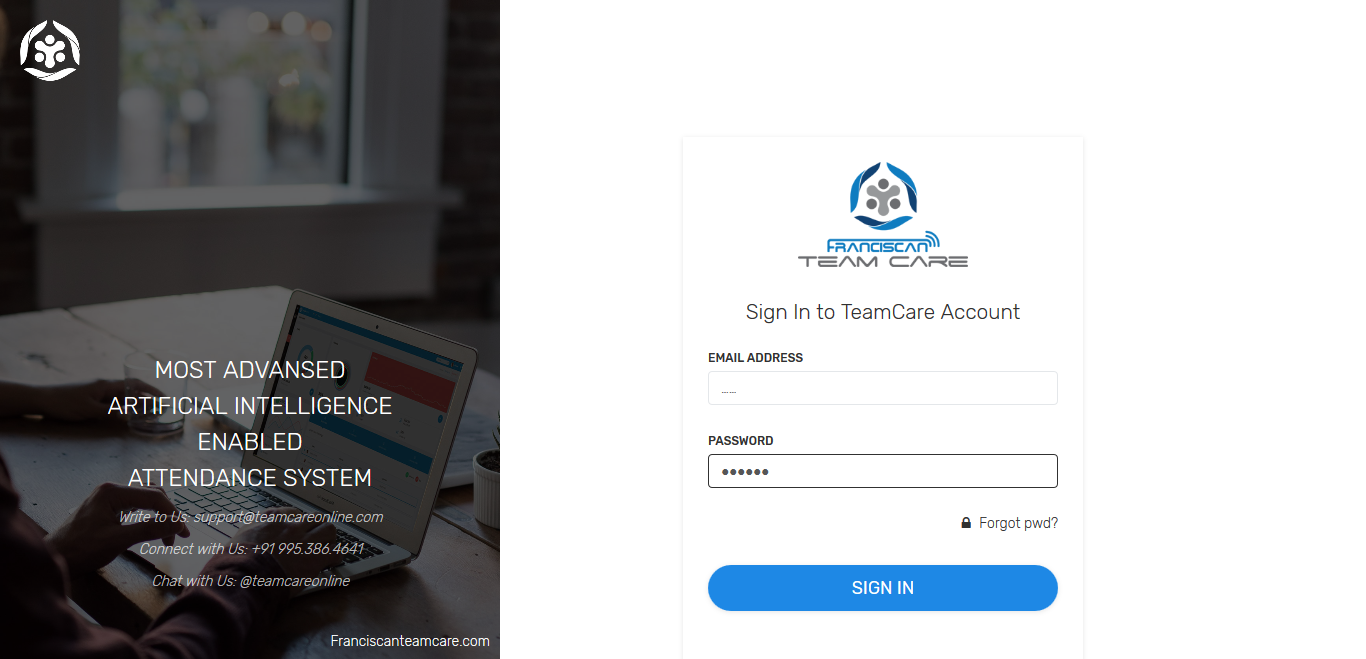 MOST ADVANSED
ARTIFICIAL INTELLIGENCE
ENABLED
ATTENDANCE SYSTEM
Write to Us: support@teamcareonline.com
Connect with Us: +91 995.386.4641
Chat with Us: @teamcareonline
Franciscanteamcare.com
FRANCISCAN
TEAM CARE
Sign In to TeamCare Account
EMAIL ADDRESS
......
PASSWORD
••••••
Forgot pwd?
SIGN IN